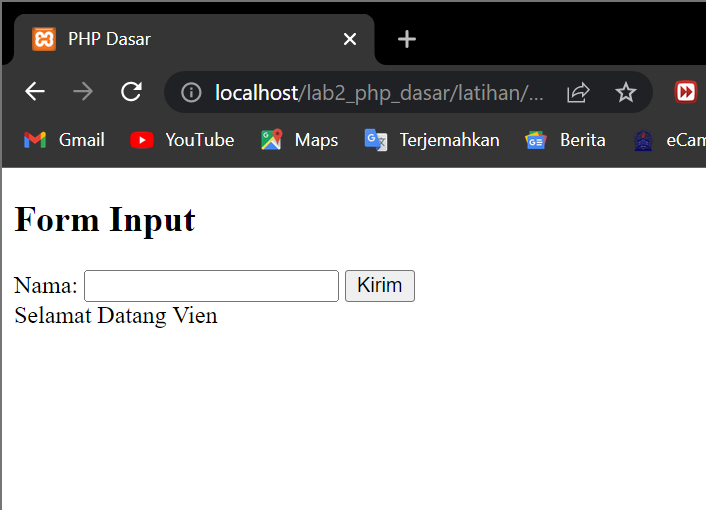 PHP Dasar
localhost/lab2_php_dasar/latihan/...
Gmail YouTube Maps Terjemahkan Berita eCam
Form Input
Nama: Kirim
Selamat Datang Vien